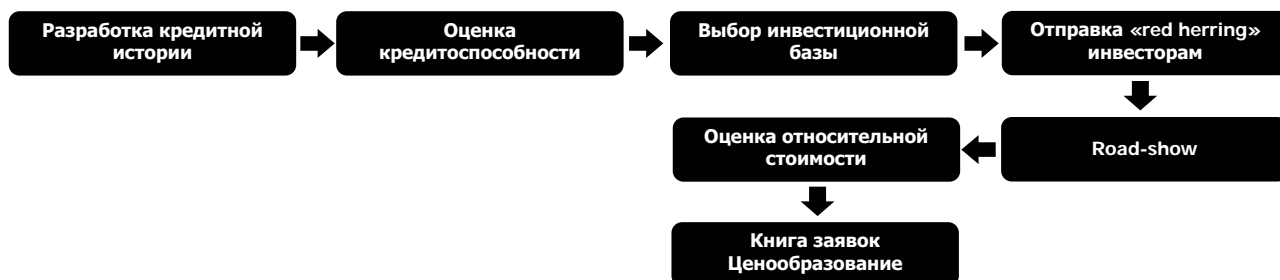 Разработка кредитной
истории
Оценка
кредитоспособности
Выбор инвестиционной
базы
Отправка «red herring»
инвесторам
Road-show
Оценка относительной
стоимости
Книга заявок
Ценообразование